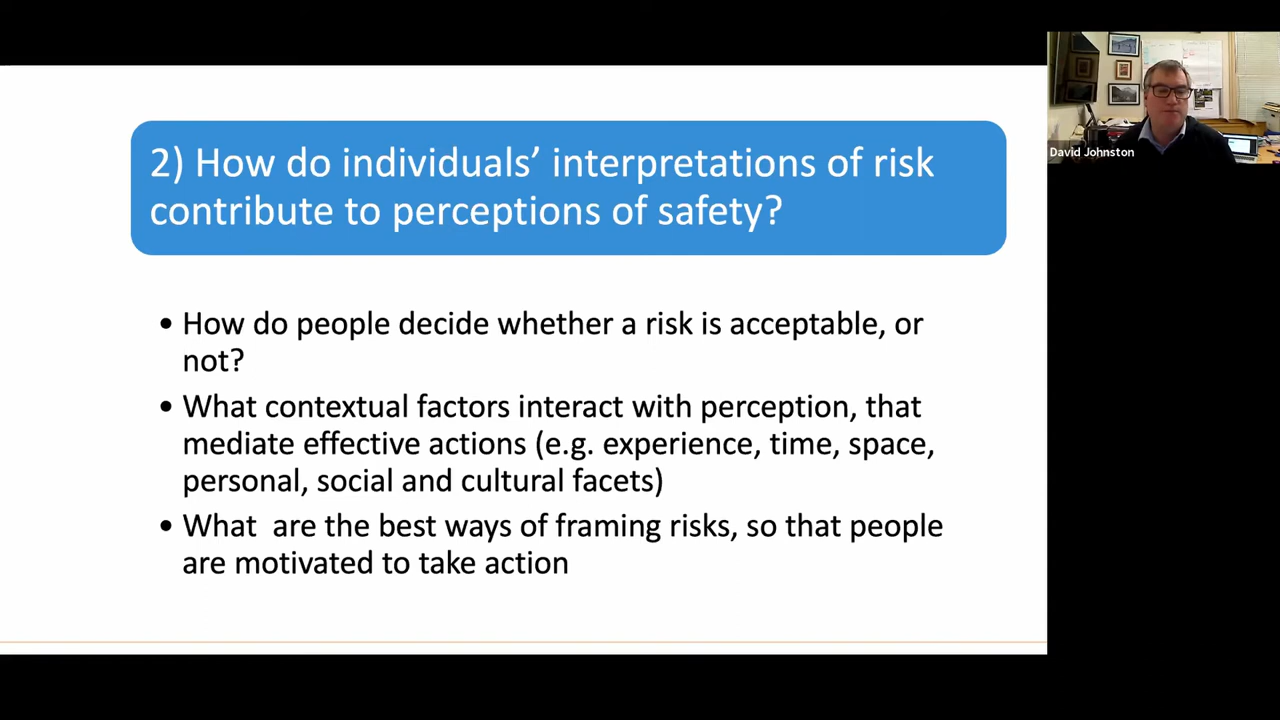 2) How do individuals’ interpretations of risk
contribute to perceptions of safety?
• How do people decide whether a risk is acceptable, or
not?
• What contextual factors interact with perception, that
mediate effective actions (e.g. experience, time, space,
personal, social and cultural facets)
• What  are the best ways of framing risks, so that people
are motivated to take action
David Johnston